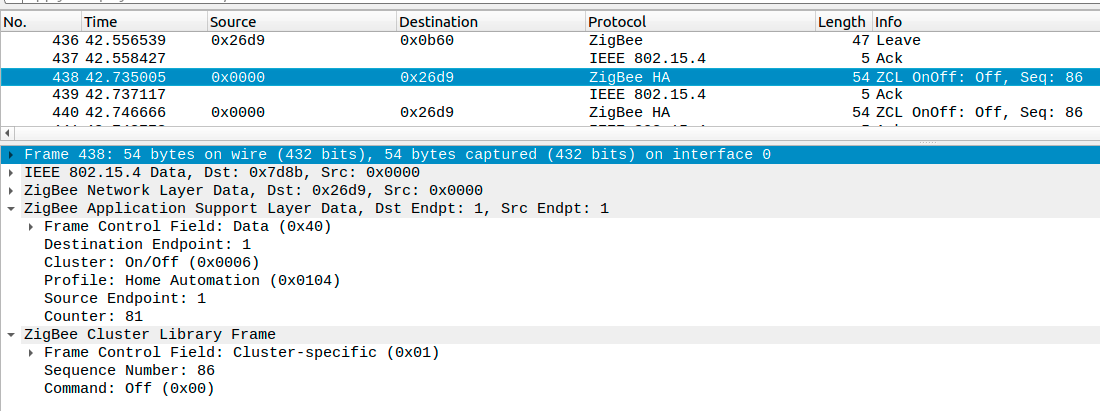 No. Time Source Destination Protocol Length Info
436 42.556539 0x26d9 0x0b60 ZigBee 47 Leave
437 42.558427 IEEE 802.15.4 5 Ack
438 42.735005 0x0000 0x26d9 ZigBee HA 54 ZCL OnOff: Off, Seq: 86
439 42.737117 IEEE 802.15.4 5 Ack
440 42.746666 0x0000 0x26d9 ZigBee HA 54 ZCL OnOff: Off, Seq: 86
Frame 438: 54 bytes on wire (432 bits), 54 bytes captured (432 bits) on interface 0
IEEE 802.15.4 Data, Dst: 0x7d8b, Src: 0x0000
ZigBee Network Layer Data, Dst: 0x26d9, Src: 0x0000
ZigBee Application Support Layer Data, Dst Endpt: 1, Src Endpt: 1
Frame Control Field: Data (0x40)
Destination Endpoint: 1
Cluster: On/Off (0x0006)
Profile: Home Automation (0x0104)
Source Endpoint: 1
Counter: 81
ZigBee Cluster Library Frame
Frame Control Field: Cluster-specific (0x01)
Sequence Number: 86
Command: Off (0x00)